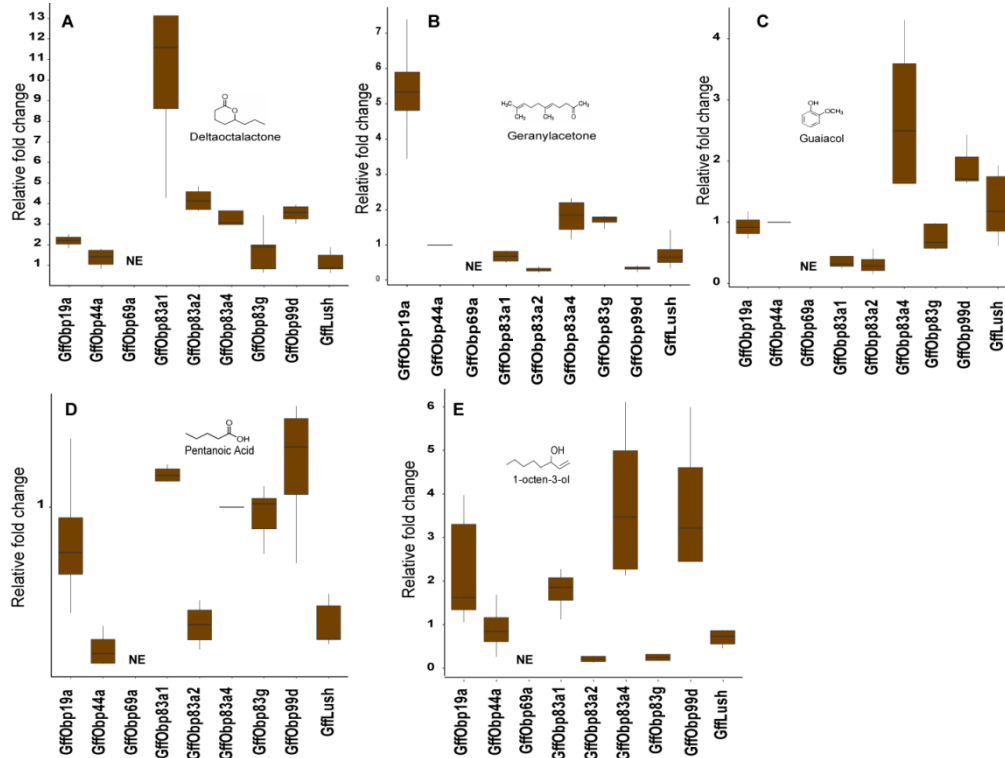 A
Relative fold change
13
12
11
10
9
8
7
6
5
4
3
2
1
O
O
Deltaoctalactone
NE
GffObp19a
GffObp44a
GffObp69a
GffObp83a1
GffObp83a2
GffObp83a4
GffObp83g
GffObp99d
GffLush
B
Relative fold change
7
6
5
4
3
2
1
0
H₃C
CH₃
CH₃
CH₃
O
Geranylacetone
NE
GffObp19a
GffObp44a
GffObp69a
GffObp83a1
GffObp83a2
GffObp83a4
GffObp83g
GffObp99d
GffLush
C
Relative fold change
4
3
2
1
0
OH
OCH₃
Guaiacol
NE
GffObp19a
GffObp44a
GffObp69a
GffObp83a1
GffObp83a2
GffObp83a4
GffObp83g
GffObp99d
GffLush
D
Relative fold change
1
O
OH
Pentanoic Acid
NE
GffObp19a
GffObp44a
GffObp69a
GffObp83a1
GffObp83a2
GffObp83a4
GffObp83g
GffObp99d
GffLush
E
Relative fold change
6
5
4
3
2
1
0
OH
1-octen-3-ol
NE
GffObp19a
GffObp44a
GffObp69a
GffObp83a1
GffObp83a2
GffObp83a4
GffObp83g
GffObp99d
GffLush